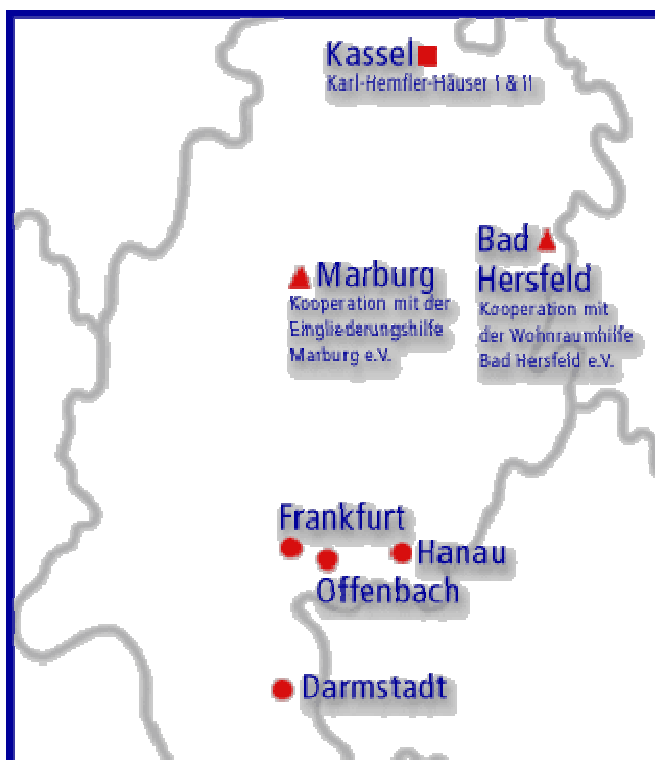 Kassel
Karl-Hemfler-Häuser I & II
Bad
Hersfeld
Kooperation mit
der Wohnraumhilfe
Bad Hersfeld e.V.
Marburg
Kooperation mit der
Eingliederungshilfe
Marburg e.V.
Frankfurt
Hanau
Offenbach
Darmstadt